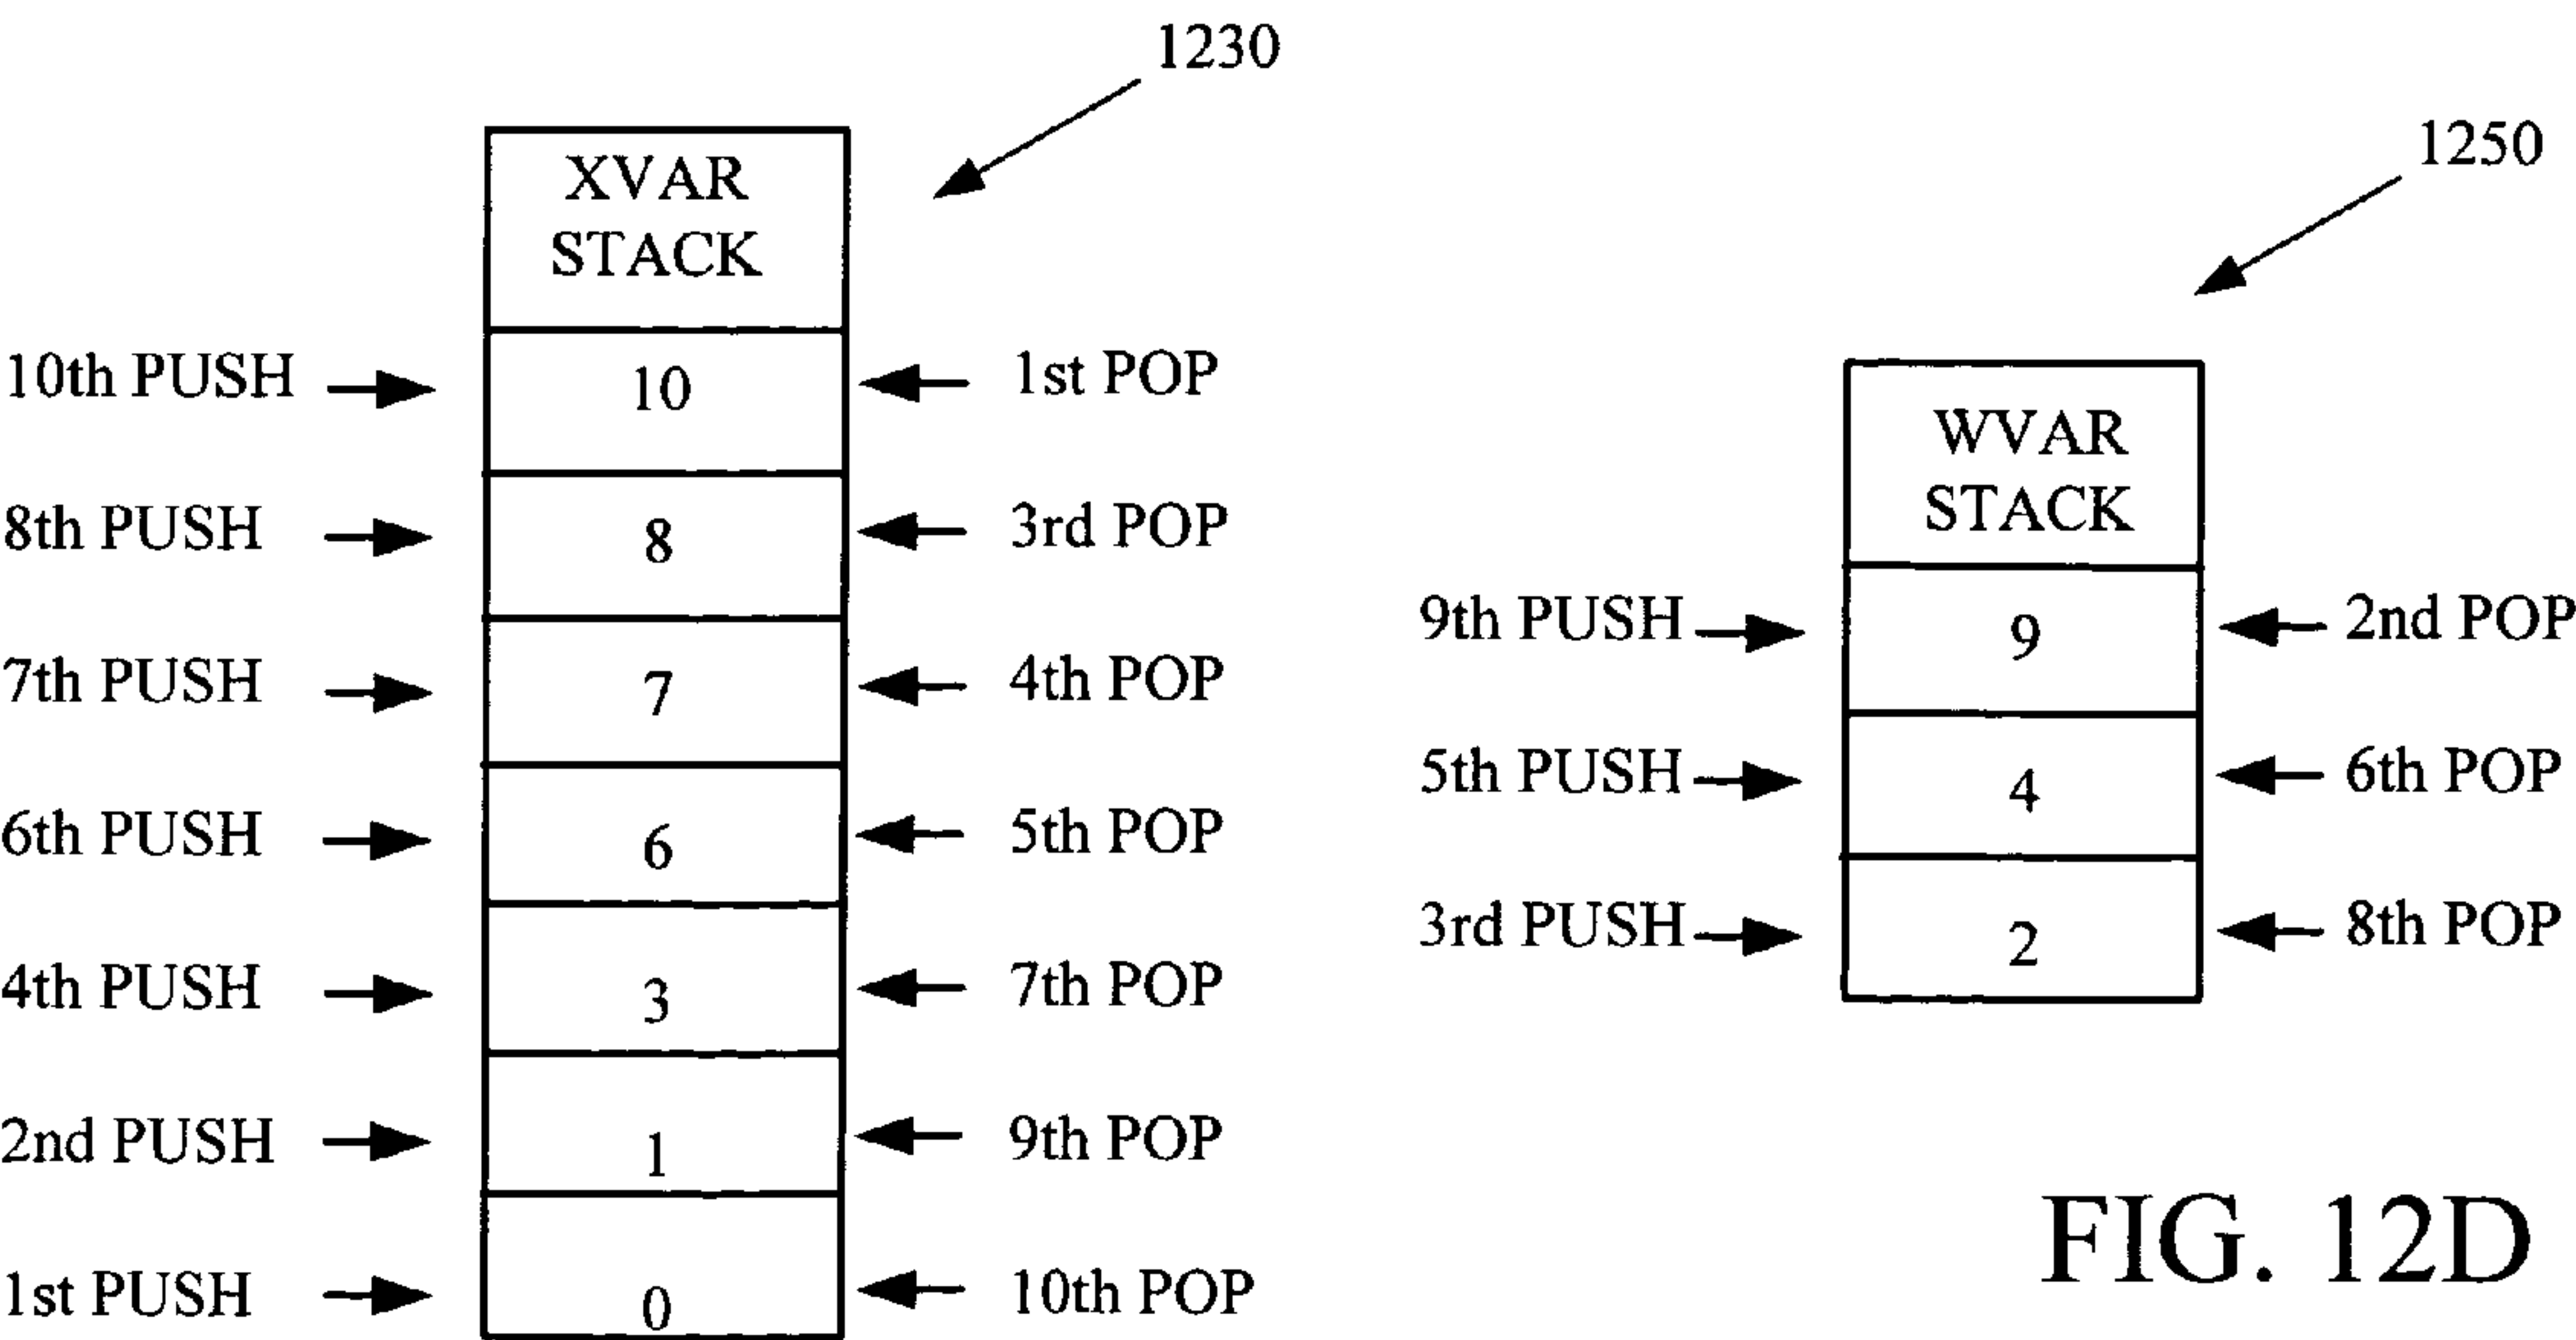 1230
XVAR
STACK
10th PUSH 10 1st POP
8th PUSH 8 3rd POP
7th PUSH 7 4th POP
6th PUSH 6 5th POP
4th PUSH 3 7th POP
2nd PUSH 1 9th POP
1st PUSH 0 10th POP
1250
WVAR
STACK
9th PUSH 9 2nd POP
5th PUSH 4 6th POP
3rd PUSH 2 8th POP
FIG. 12D